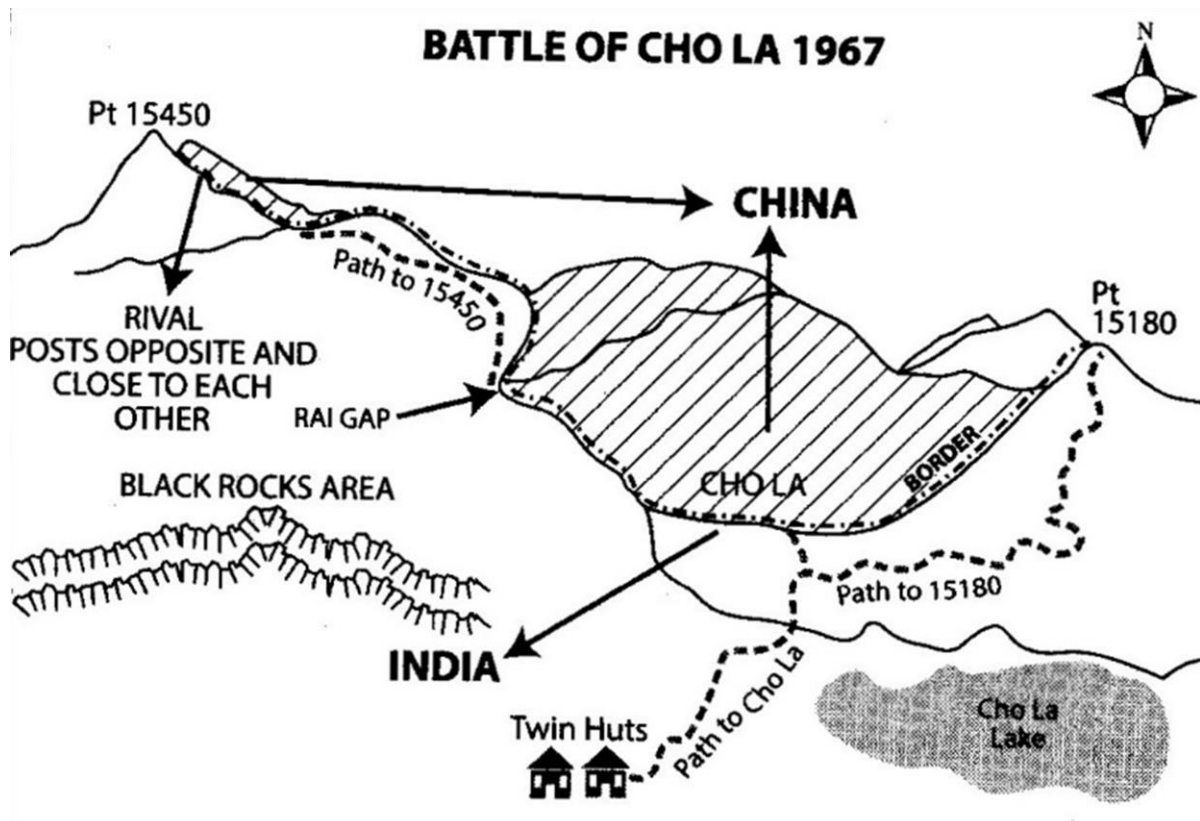 BATTLE OF CHO LA 1967
N
Pt 15450
CHINA
Path to 15450
Pt
15180
RIVAL
POSTS OPPOSITE AND
CLOSE TO EACH
OTHER
RAI GAP
BORDER
CHO LA
BLACK ROCKS AREA
Path to 15180
INDIA
Path to Cho La
Twin Huts
Cho La
Lake